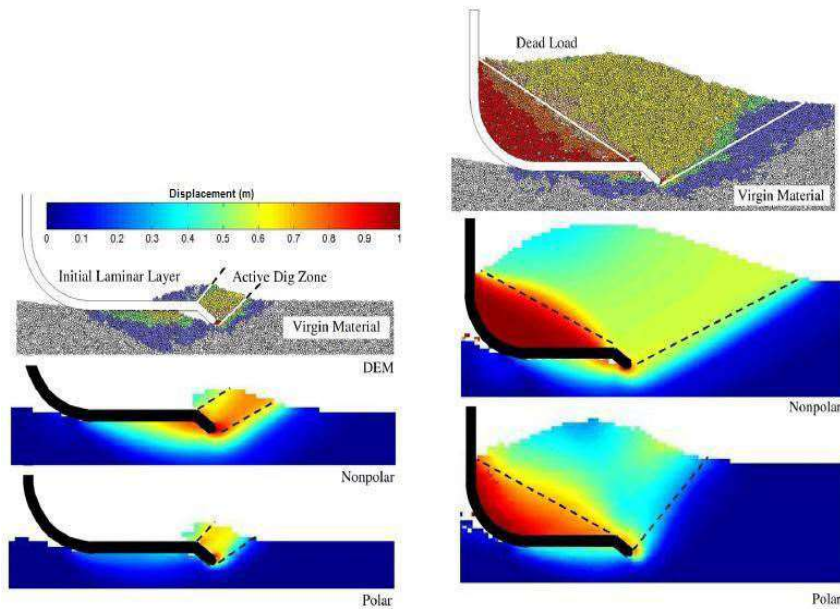 Displacement (m)
0 0.1 0.2 0.3 0.4 0.5 0.6 0.7 0.8 0.9 1
Initial Laminar Layer
Active Dig Zone
Virgin Material
DEM
Nonpolar
Polar
Dead Load
Virgin Material
Nonpolar
Polar